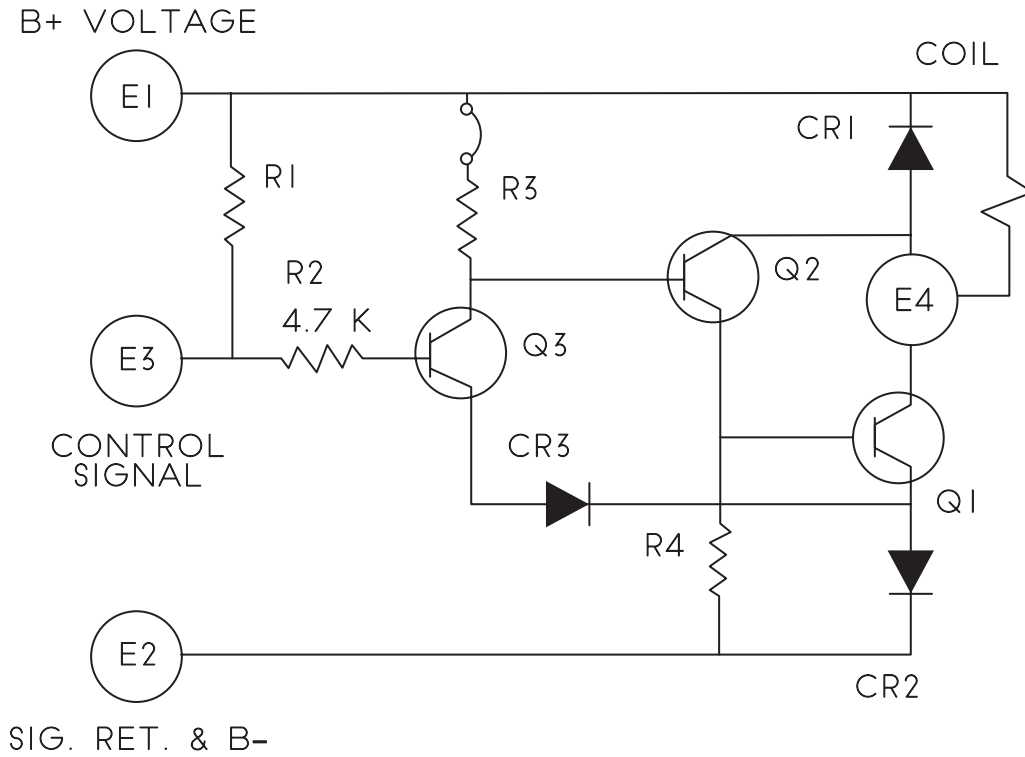 B+ VOLTAGE
COIL
E1
CR1
R1
R3
R2
4.7 K
Q2
E4
E3
Q3
CONTROL
SIGNAL
CR3
Q1
R4
E2
CR2
SIG. RET. & B-